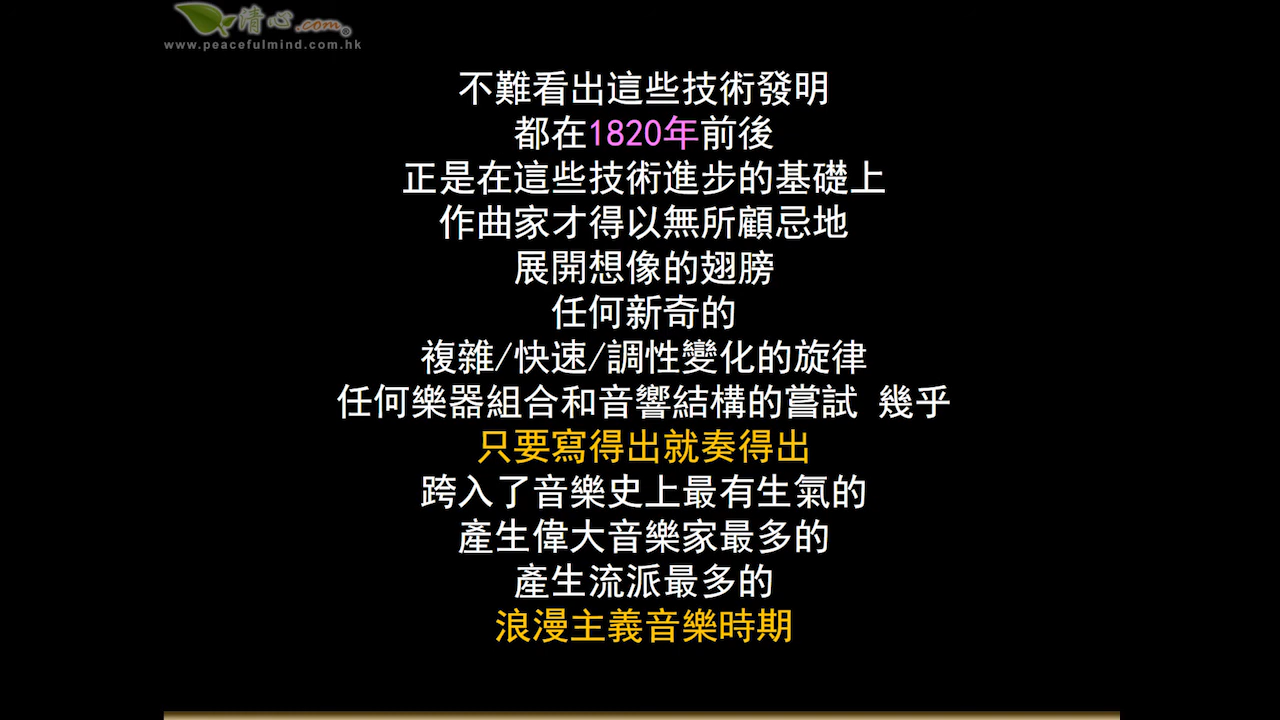 清心.com®
www.peacefulmind.com.hk
不難看出這些技術發明
都在1820年前後
正是在這些技術進步的基礎上
作曲家才得以無所顧忌地
展開想像的翅膀
任何新奇的
複雜/快速/調性變化的旋律
任何樂器組合和音響結構的嘗試 幾乎
只要寫得出就奏得出
跨入了音樂史上最有生氣的
產生偉大音樂家最多的
產生流派最多的
浪漫主義音樂時期